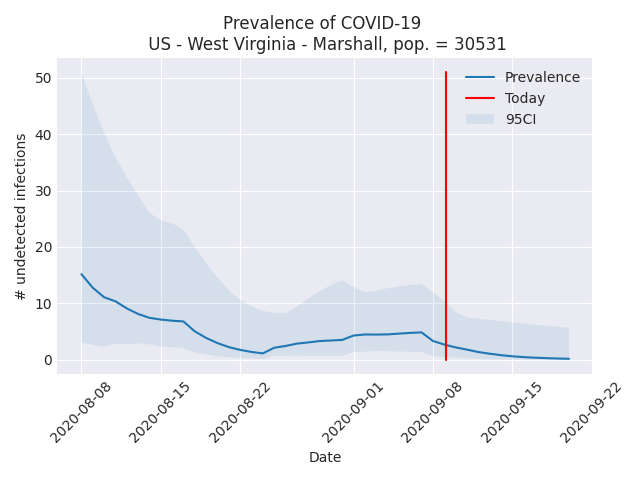 Prevalence of COVID-19
US - West Virginia - Marshall, pop. = 30531
Prevalence
Today
95CI
# undetected infections
50
40
30
20
10
0
2020-08-08
2020-08-15
2020-08-22
2020-09-01
2020-09-08
2020-09-15
2020-09-22
Date